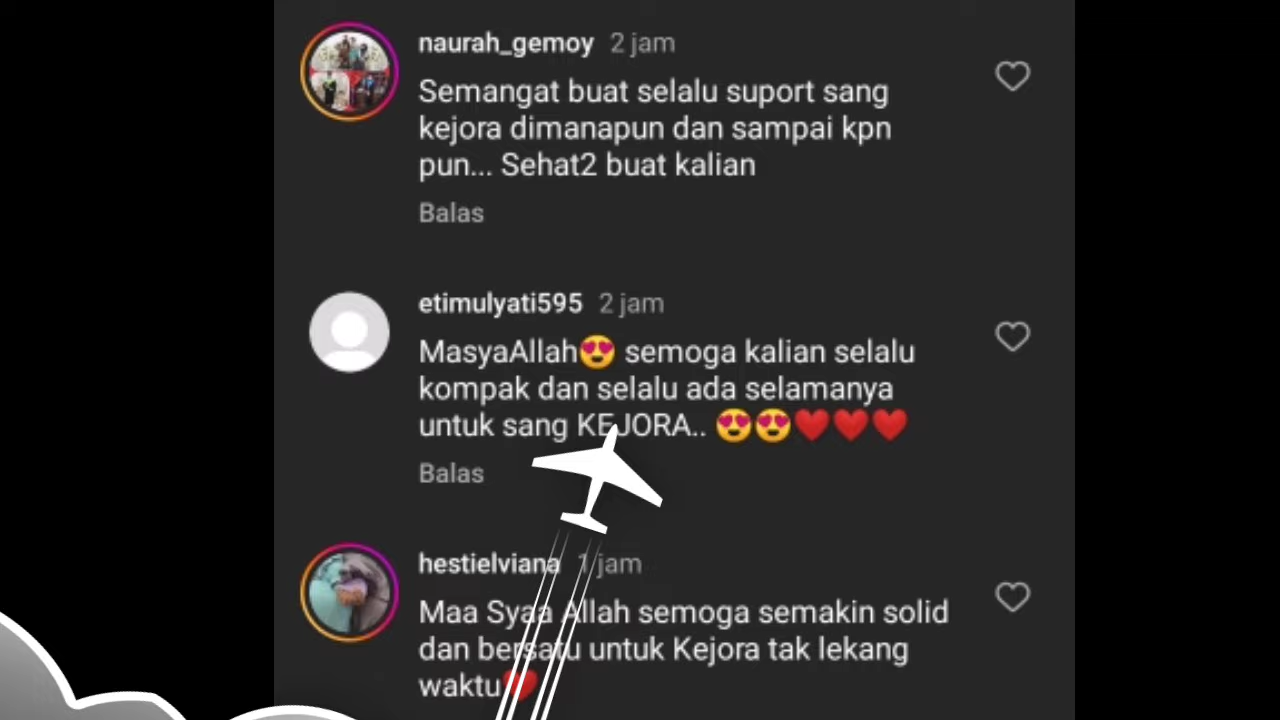 naurah_gemoy 2 jam
Semangat buat selalu suport sang
kejora dimanapun dan sampai kpn
pun... Sehat2 buat kalian
Balas
etimulyati595 2 jam
MasyaAllah😍 semoga kalian selalu
kompak dan selalu ada selamanya
untuk sang KEJORA.. 😍😍❤️❤️❤️
Balas
hestielviana 1 jam
Maa Syaa Allah semoga semakin solid
dan bersatu untuk Kejora tak lekang
waktu❤️